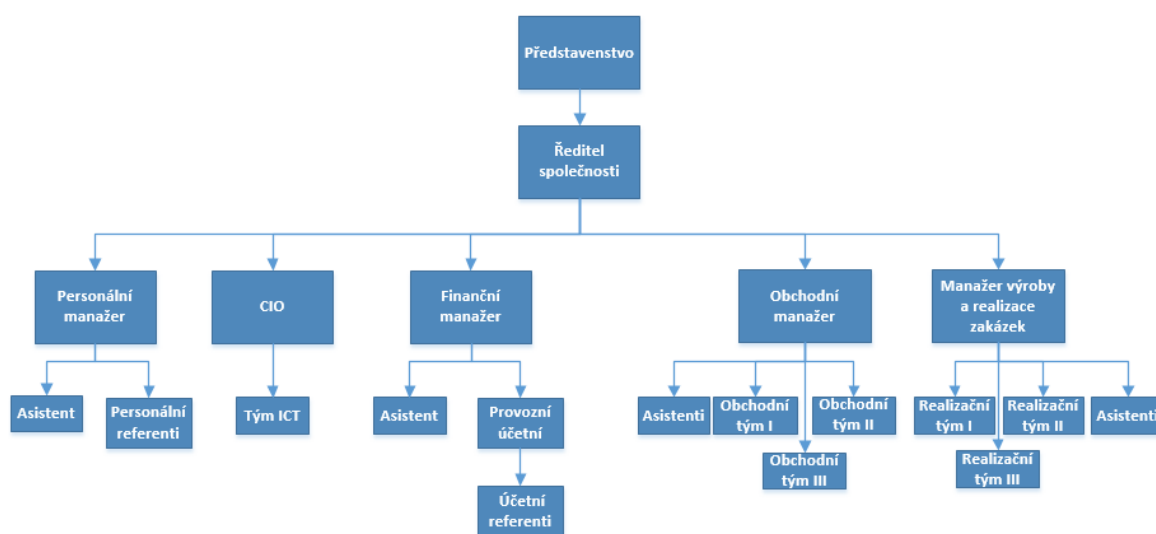 Představenstvo
Ředitel
společnosti
Personální
manažer
CIO
Finanční
manažer
Obchodní
manažer
Manažer výroby
a realizace
zakázek
Asistent
Personální
referenti
Tým ICT
Asistent
Provozní
účetní
Asistenti
Obchodní
tým I
Obchodní
tým II
Realizační
tým I
Realizační
tým II
Asistenti
Obchodní
tým III
Realizační
tým III
Účetní
referenti